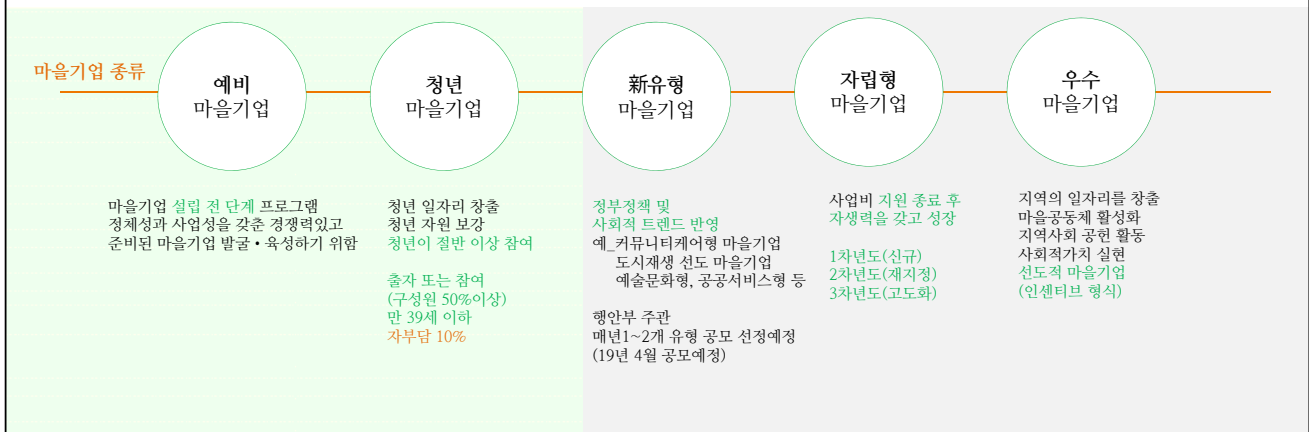 마을기업 종류
예비
마을기업
청년
마을기업
新유형
마을기업
자립형
마을기업
우수
마을기업
마을기업 설립 전 단계 프로그램
정체성과 사업성을 갖춘 경쟁력있고
준비된 마을기업 발굴・육성하기 위함
청년 일자리 창출
청년 자원 보강
청년이 절반 이상 참여
출자 또는 참여
(구성원 50%이상)
만 39세 이하
자부담 10%
정부정책 및
사회적 트렌드 반영
예_커뮤니티케어형 마을기업
도시재생 선도 마을기업
예술문화형, 공공서비스형 등
행안부 주관
매년1~2개 유형 공모 선정예정
(19년 4월 공모예정)
사업비 지원 종료 후
자생력을 갖고 성장
1차년도(신규)
2차년도(재지정)
3차년도(고도화)
지역의 일자리를 창출
마을공동체 활성화
지역사회 공헌 활동
사회적가치 실현
선도적 마을기업
(인센티브 형식)